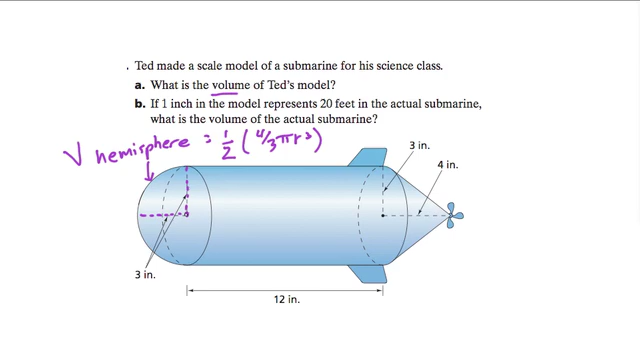 . Ted made a scale model of a submarine for his science class.
a. What is the volume of Ted's model?
b. If 1 inch in the model represents 20 feet in the actual submarine,
what is the volume of the actual submarine?
V hemisphere = 1/2 (4/3 πr³)
3 in.
4 in.
3 in.
12 in.